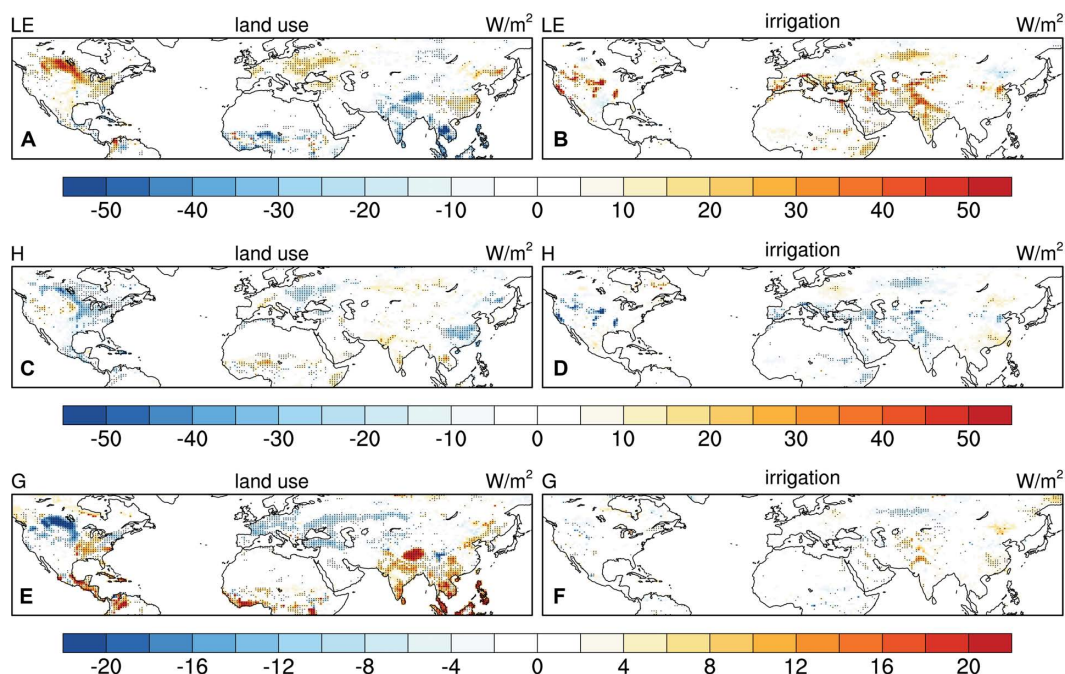 LE land use W/m² LE irrigation W/m²
A B
-50 -40 -30 -20 -10 0 10 20 30 40 50
H land use W/m² H irrigation W/m²
C D
-50 -40 -30 -20 -10 0 10 20 30 40 50
G land use W/m² G irrigation W/m²
E F
-20 -16 -12 -8 -4 0 4 8 12 16 20